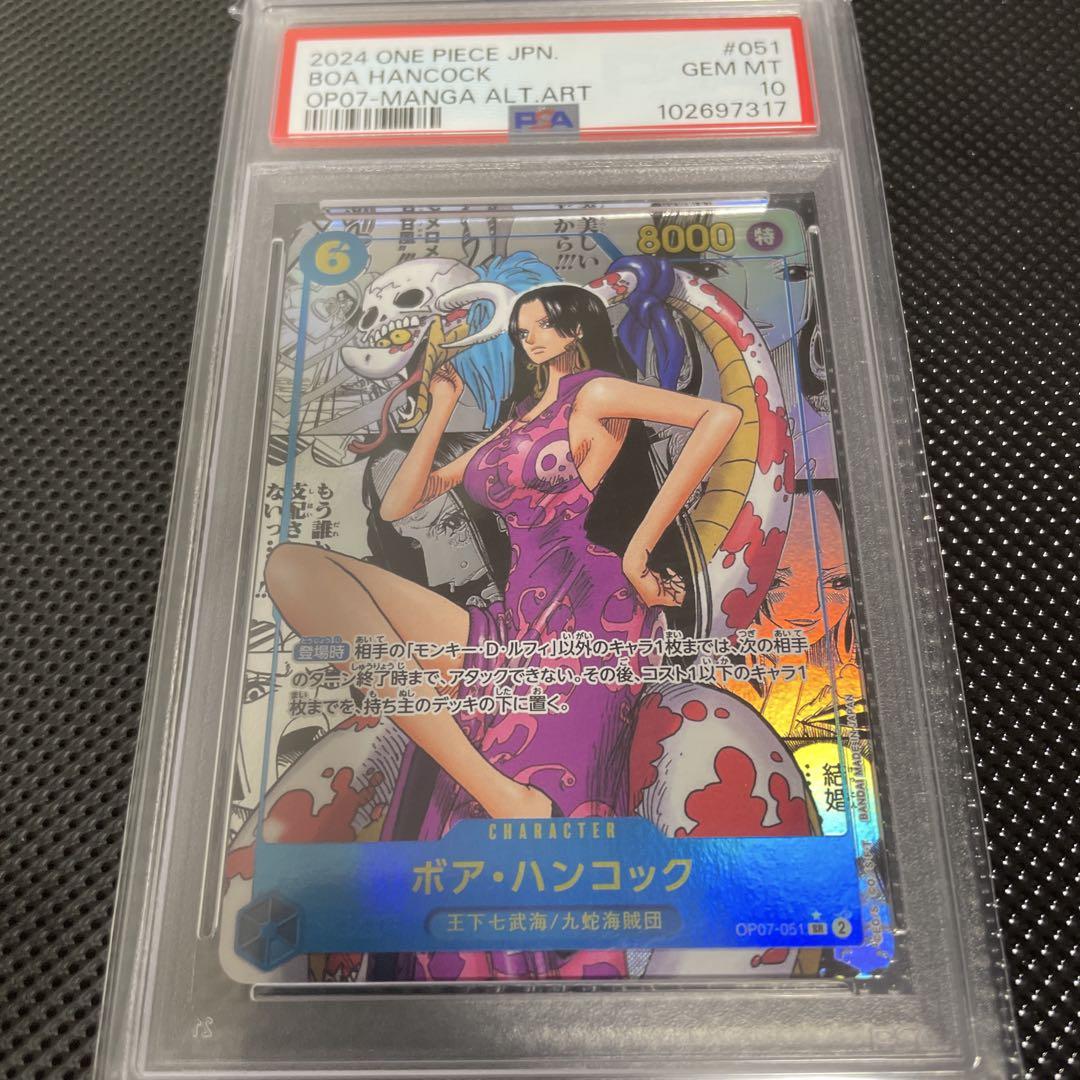 2024 ONE PIECE JPN.
#051
BOA HANCOCK
GEM MT
OP07-MANGA ALT.ART
10
PSA
102697317
6
8000
特
美しい
から!!!
もう誰
支配さ
ない
登場時 相手の「モンキー・D・ルフィ」以外のキャラ1枚までは、次の相手
のターン終了時まで、アタックできない。その後、コスト1以下のキャラ1
枚までを、持ち主のデッキの下に置く。
BANDAI MADE IN JAPAN
CHARACTER
ボア・ハンコック
王下七武海/九蛇海賊団
OP07-051 SR 2